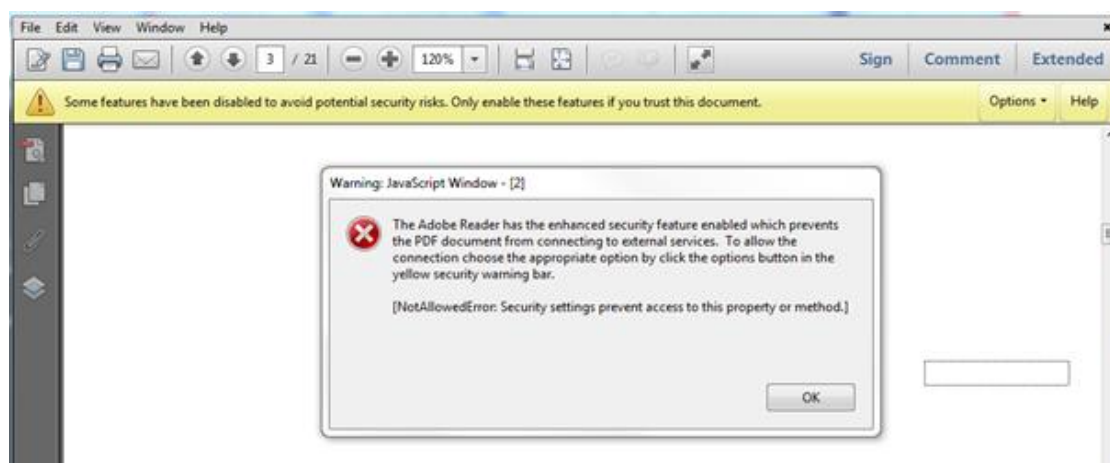 File Edit View Window Help
3 / 21 120% Sign Comment Extended
Some features have been disabled to avoid potential security risks. Only enable these features if you trust this document. Options Help
Warning: JavaScript Window - [2]
The Adobe Reader has the enhanced security feature enabled which prevents
the PDF document from connecting to external services. To allow the
connection choose the appropriate option by click the options button in the
yellow security warning bar.
[NotAllowedError: Security settings prevent access to this property or method.]
OK